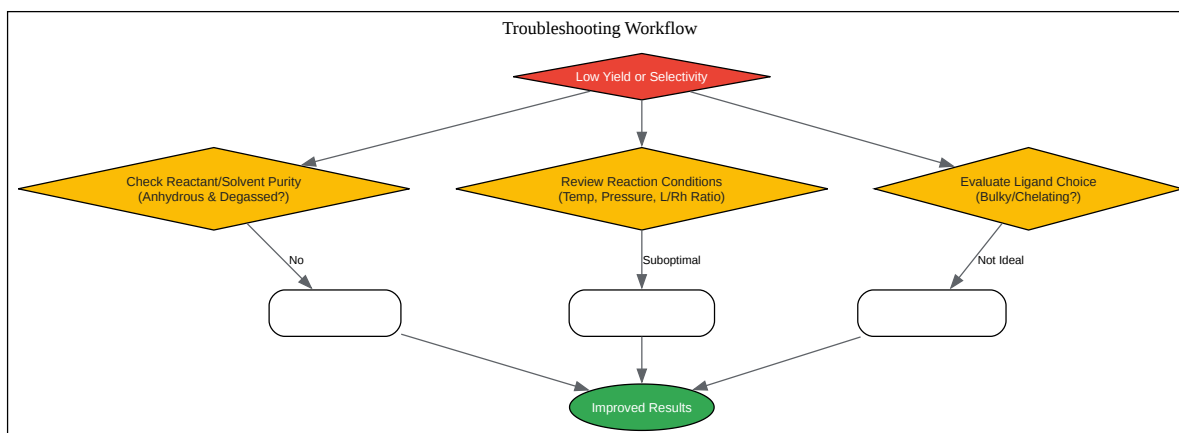 Troubleshooting Workflow
Low Yield or Selectivity
Check Reactant/Solvent Purity
(Anhydrous & Degassed?)
Review Reaction Conditions
(Temp, Pressure, L/Rh Ratio)
Evaluate Ligand Choice
(Bulky/Chelating?)
No
Suboptimal
Not Ideal
Improved Results